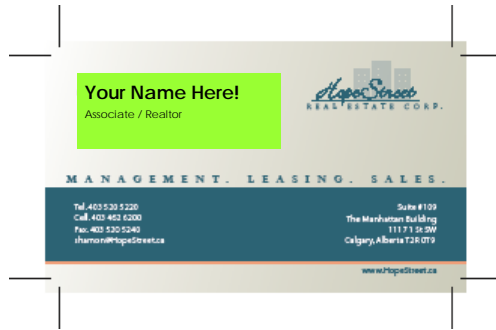 Your Name Here!
Associate / Realtor
HopeStreet
REAL ESTATE CORP.
MANAGEMENT. LEASING. SALES.
Tel. 403 520 5220
Cell. 403 462 6200
Fax. 403 520 5240
shamon@HopeStreet.ca
Suite #109
The Manhattan Building
1117 1 St SW
Calgary, Alberta T2R 0T9
www.HopeStreet.ca